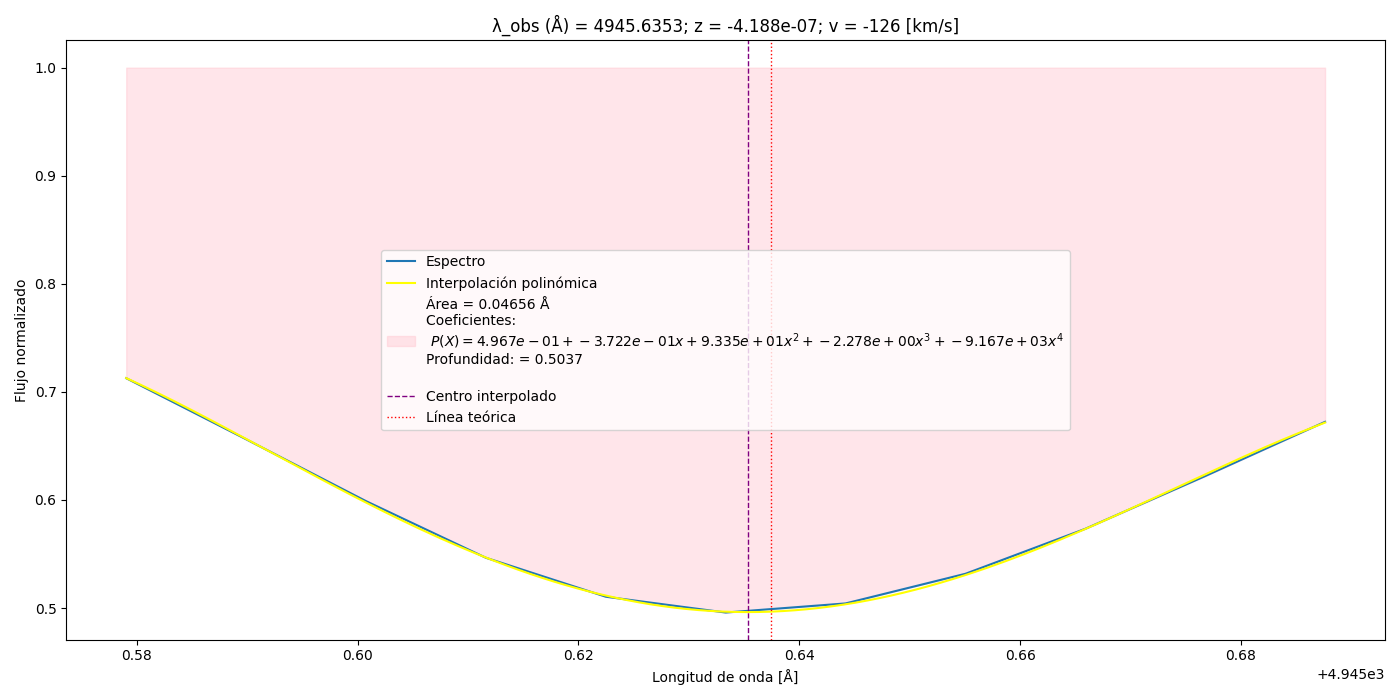 λ_obs (Å) = 4945.6353; z = -4.188e-07; v = -126 [km/s]
1.0
0.9
0.8
0.7
0.6
0.5
Flujo normalizado
Espectro
Interpolación polinómica
Área = 0.04656 Å
Coeficientes:
P(X) = 4.967e − 01 + −3.722e − 01x + 9.335e + 01x² + −2.278e + 00x³ + −9.167e + 03x⁴
Profundidad: = 0.5037
Centro interpolado
Línea teórica
0.58 0.60 0.62 0.64 0.66 0.68
+4.945e3
Longitud de onda [Å]